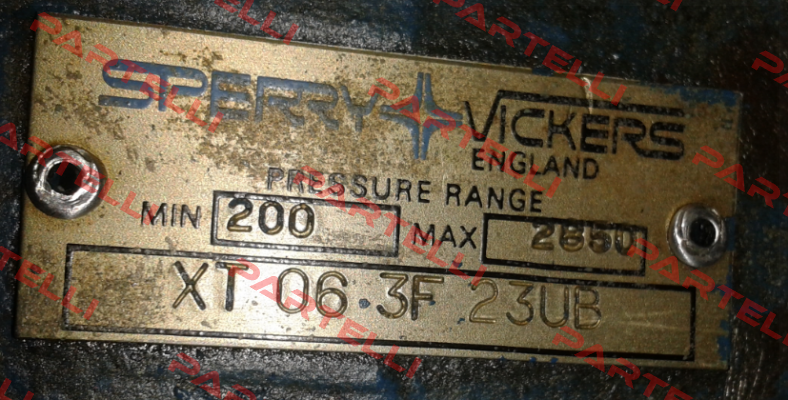 SPERRY VICKERS
ENGLAND
PRESSURE RANGE
MIN 200 MAX 2850
XT 06 3F 23UB
PARTELLI